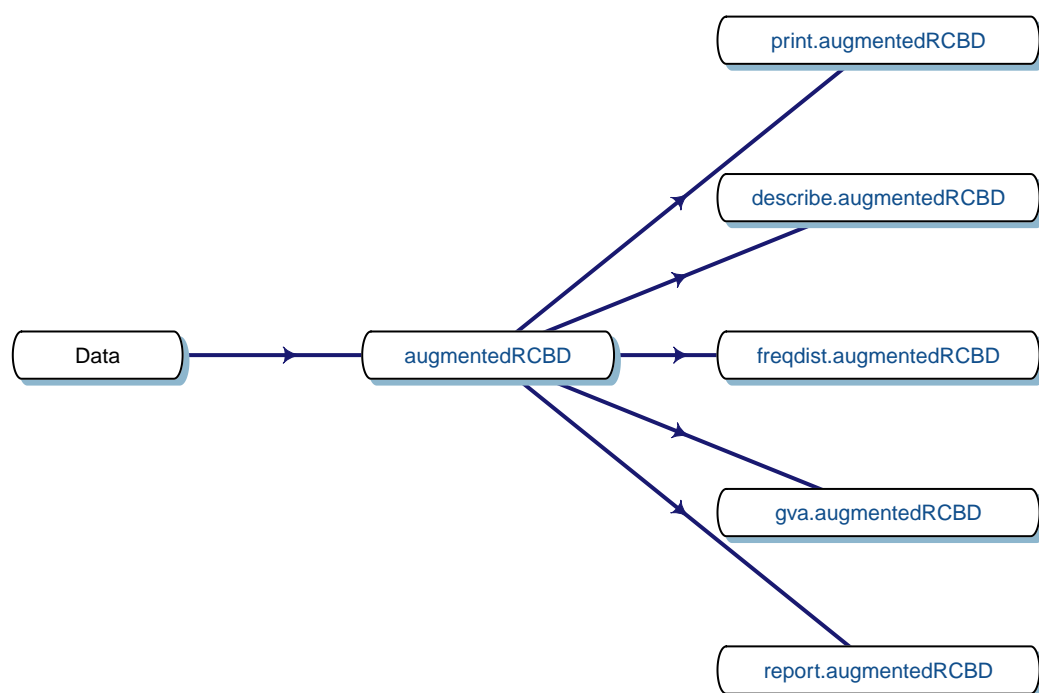 print.augmentedRCBD
describe.augmentedRCBD
Data
augmentedRCBD
freqdist.augmentedRCBD
gva.augmentedRCBD
report.augmentedRCBD